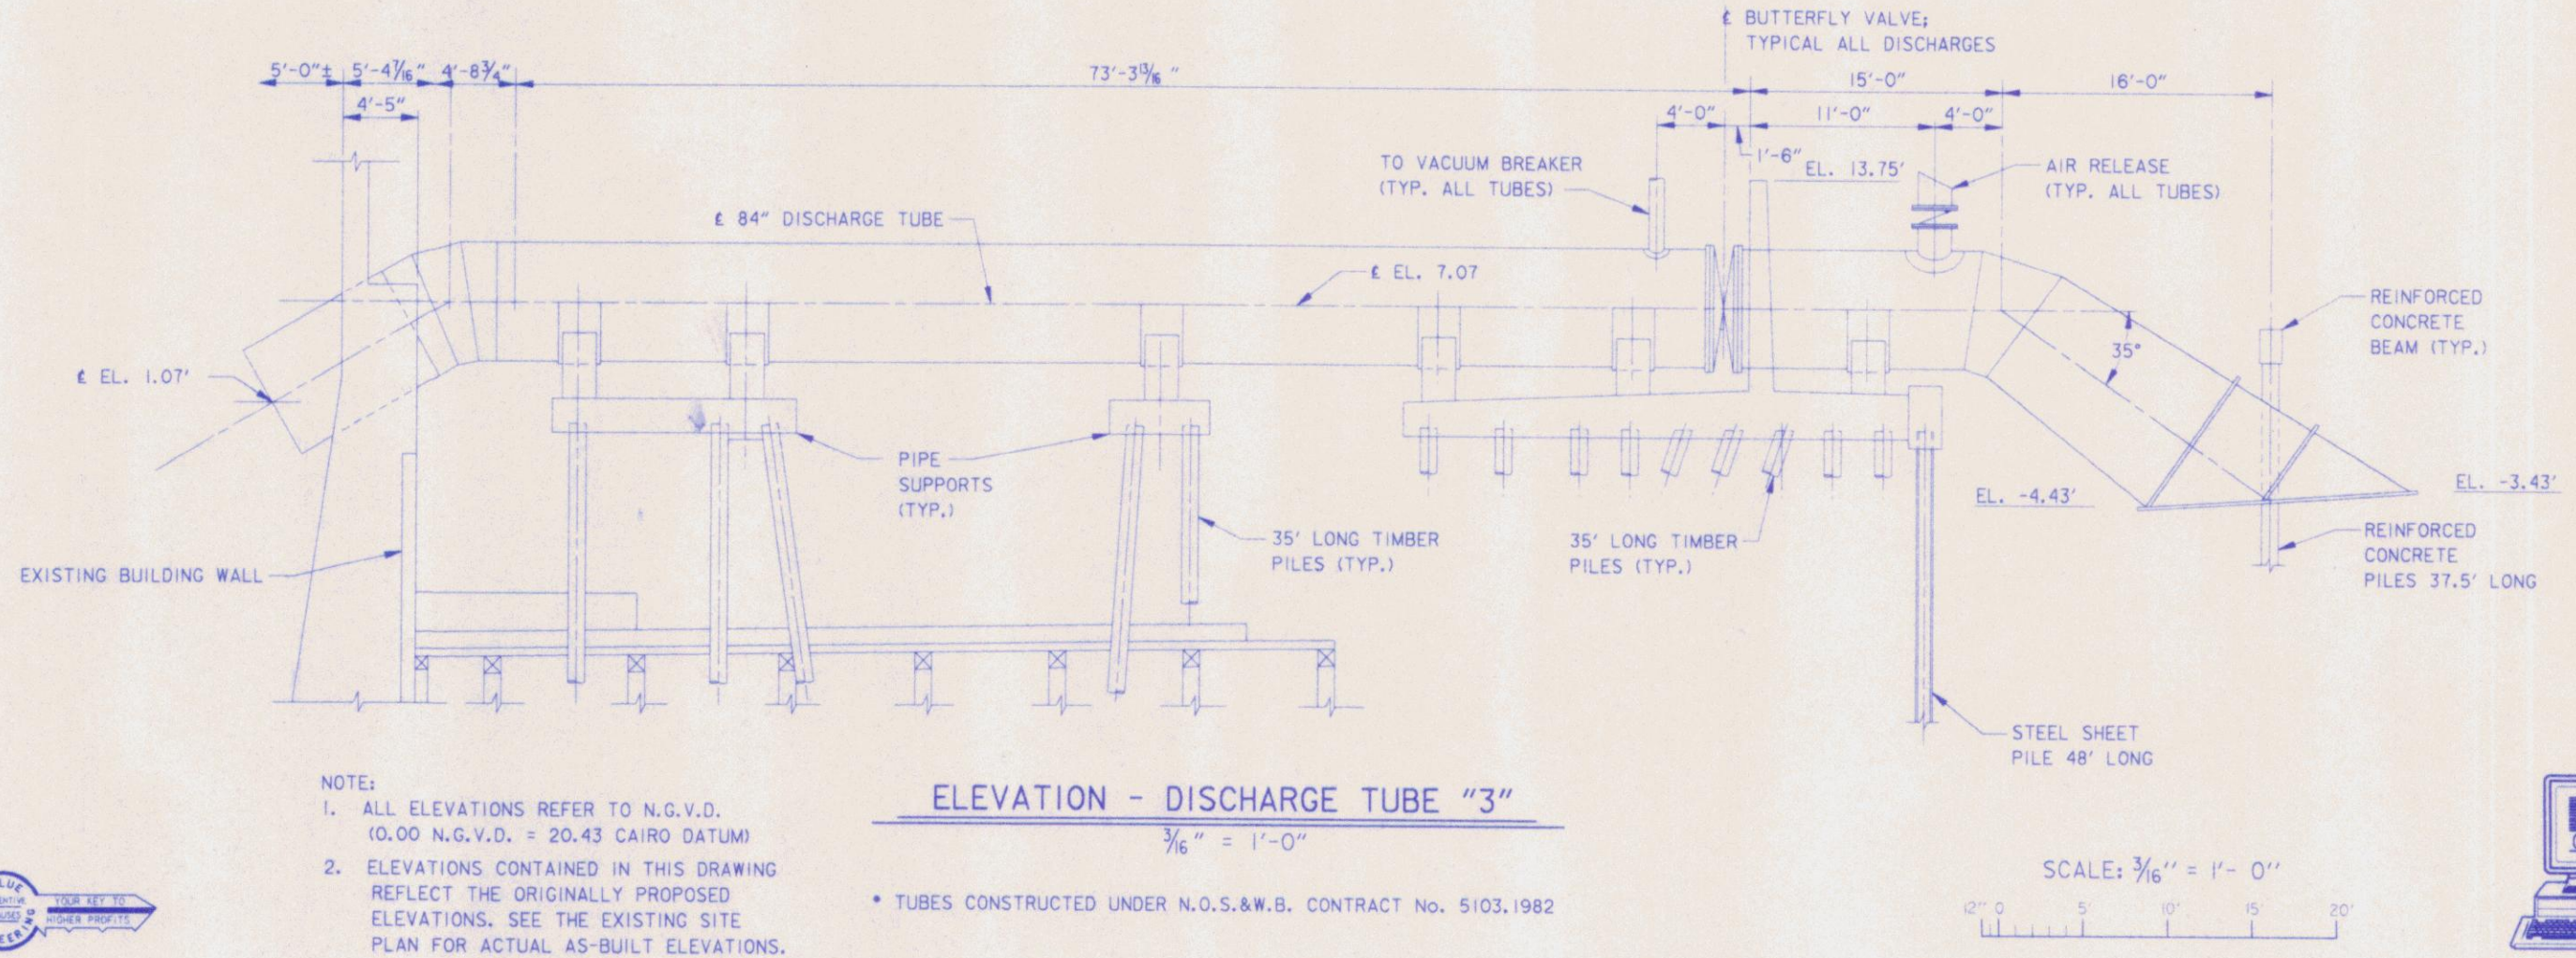 ℄ BUTTERFLY VALVE;
TYPICAL ALL DISCHARGES
5'-0"± 5'-4 7/16" 4'-8 3/4" 73'-3 13/16 " 15'-0" 16'-0"
4'-5" 4'-0" 11'-0" 4'-0"
1'-6"
TO VACUUM BREAKER
(TYP. ALL TUBES)
EL. 13.75'
AIR RELEASE
(TYP. ALL TUBES)
℄ 84" DISCHARGE TUBE
℄ EL. 7.07
REINFORCED
CONCRETE
BEAM (TYP.)
35°
℄ EL. 1.07'
PIPE
SUPPORTS
(TYP.)
EL. -4.43'
EL. -3.43'
35' LONG TIMBER
PILES (TYP.)
35' LONG TIMBER
PILES (TYP.)
REINFORCED
CONCRETE
PILES 37.5' LONG
EXISTING BUILDING WALL
STEEL SHEET
PILE 48' LONG
NOTE:
1. ALL ELEVATIONS REFER TO N.G.V.D.
(0.00 N.G.V.D. = 20.43 CAIRO DATUM)
2. ELEVATIONS CONTAINED IN THIS DRAWING
REFLECT THE ORIGINALLY PROPOSED
ELEVATIONS. SEE THE EXISTING SITE
PLAN FOR ACTUAL AS-BUILT ELEVATIONS.
ELEVATION - DISCHARGE TUBE "3"
3/16" = 1'-0"
* TUBES CONSTRUCTED UNDER N.O.S.&W.B. CONTRACT No. 5103.1982
SCALE: 3/16" = 1'- 0"
12" 0 5' 10' 15' 20'
YOUR KEY TO
HIGHER PROFITS